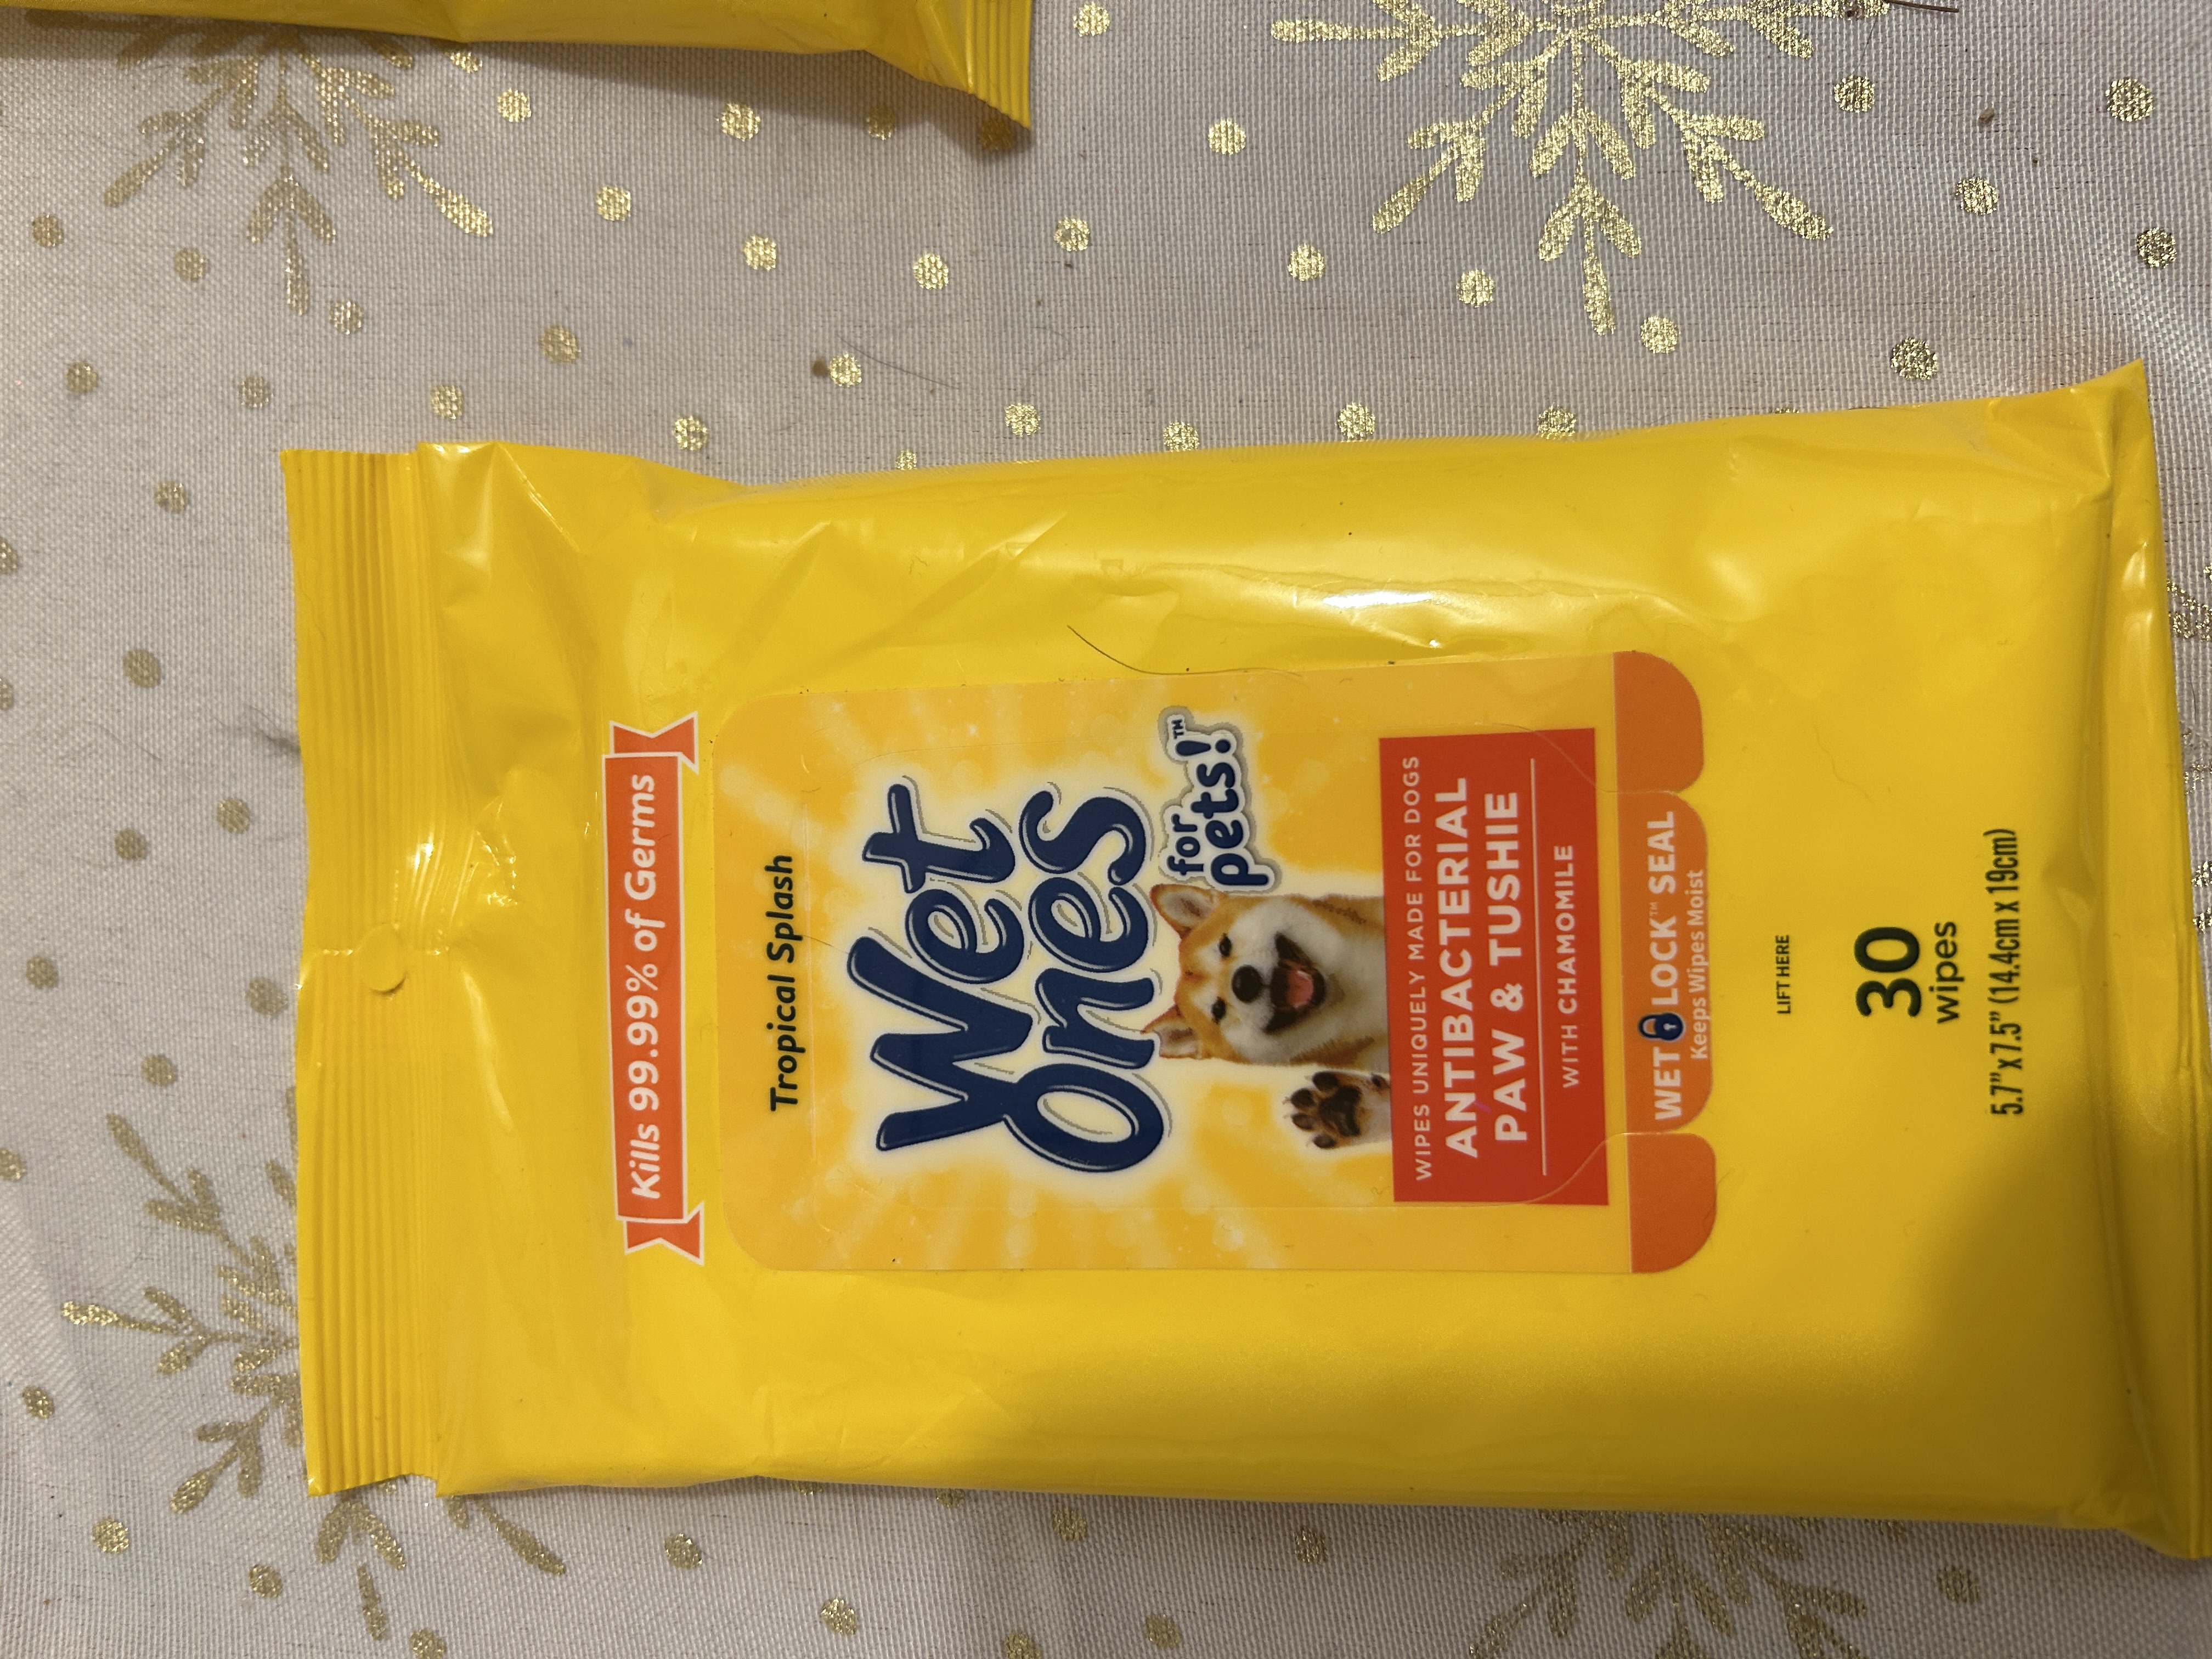 Kills 99.99% of Germs
Tropical Splash
Wet
Ones
for
pets!™
WIPES UNIQUELY MADE FOR DOGS
ANTIBACTERIAL
PAW & TUSHIE
WITH CHAMOMILE
WET LOCK™ SEAL
Keeps Wipes Moist
LIFT HERE
30
wipes
5.7" x 7.5" (14.4cm x 19cm)